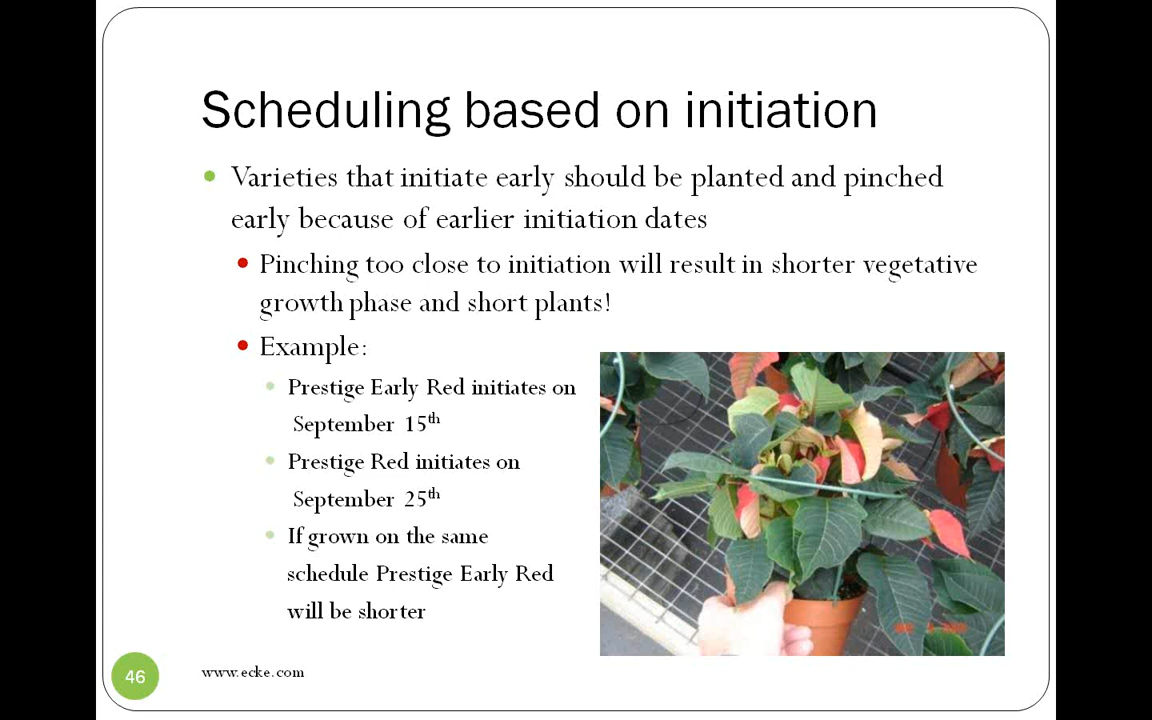 Scheduling based on initiation
Varieties that initiate early should be planted and pinched
early because of earlier initiation dates
Pinching too close to initiation will result in shorter vegetative
growth phase and short plants!
Example:
Prestige Early Red initiates on
September 15th
Prestige Red initiates on
September 25th
If grown on the same
schedule Prestige Early Red
will be shorter
46
www.ecke.com